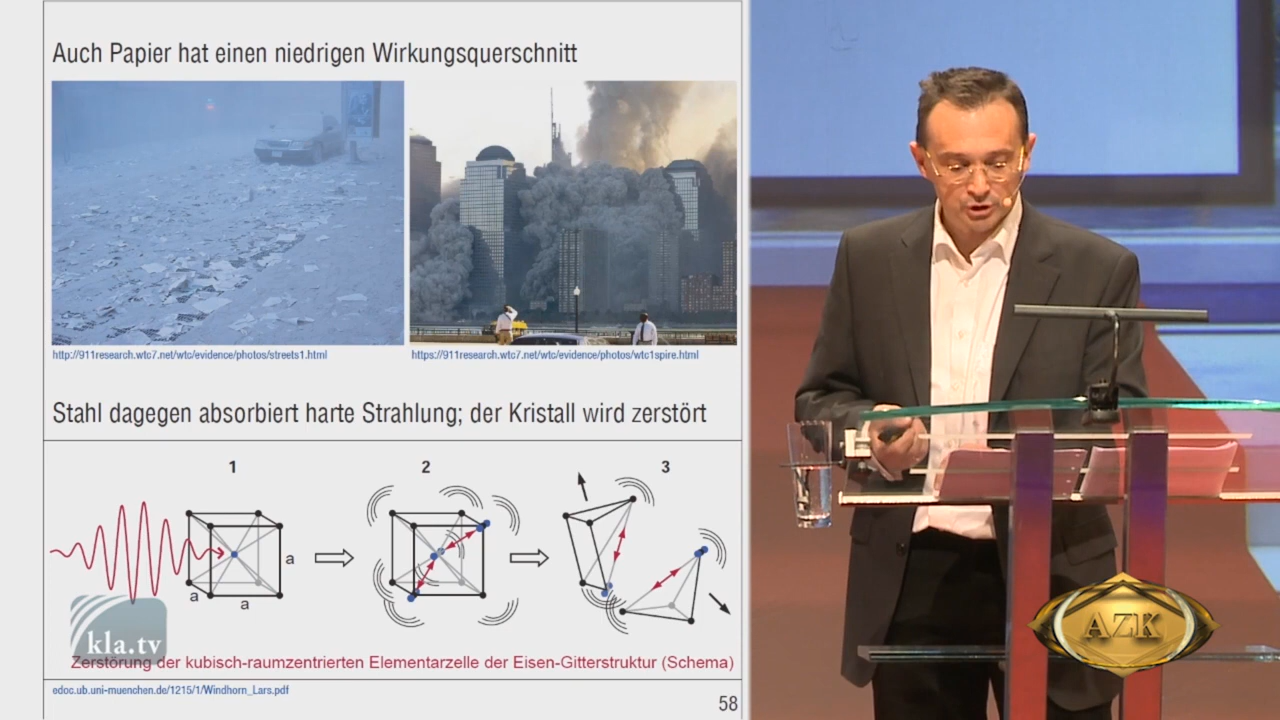 Auch Papier hat einen niedrigen Wirkungsquerschnitt
http://911research.wtc7.net/wtc/evidence/photos/streets1.html
https://911research.wtc7.net/wtc/evidence/photos/wtc1spire.html
Stahl dagegen absorbiert harte Strahlung; der Kristall wird zerstört
1
2
3
a
a
a
kla.tv
Zerstörung der kubisch-raumzentrierten Elementarzelle der Eisen-Gitterstruktur (Schema)
edoc.ub.uni-muenchen.de/1215/1/Windhorn_Lars.pdf
58
AZK